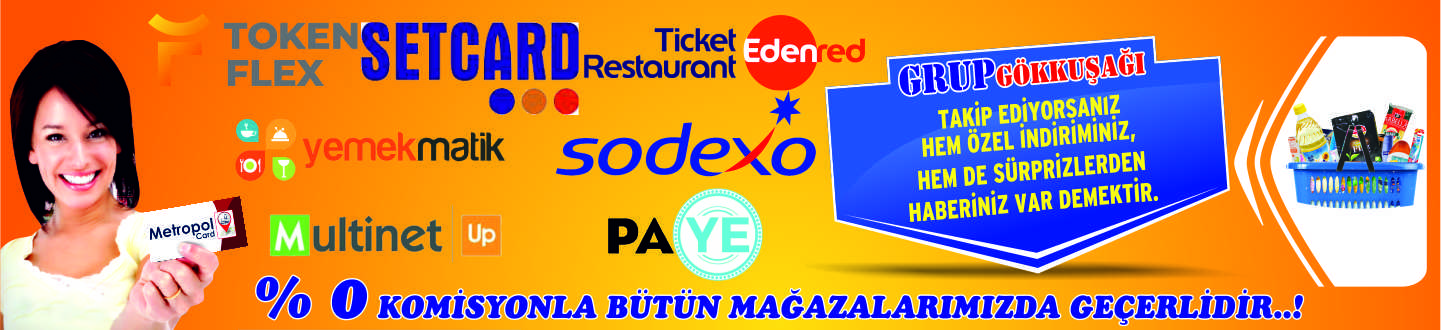 TOKEN
FLEX
SETCARD
Ticket
Restaurant
Edenred
yemekmatik
sodexo
Metropol
Card
Multinet Up
PAYE
GRUP GÖKKUŞAĞI
TAKİP EDİYORSANIZ
HEM ÖZEL İNDİRİMİNİZ,
HEM DE SÜRPRİZLERDEN
HABERİNİZ VAR DEMEKTİR.
% 0 KOMİSYONLA BÜTÜN MAĞAZALARIMIZDA GEÇERLİDİR..!